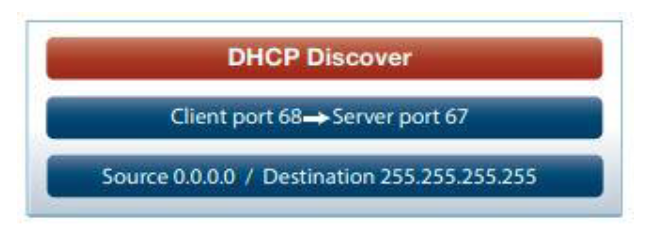 DHCP Discover
Client port 68→Server port 67
Source 0.0.0.0 / Destination 255.255.255.255